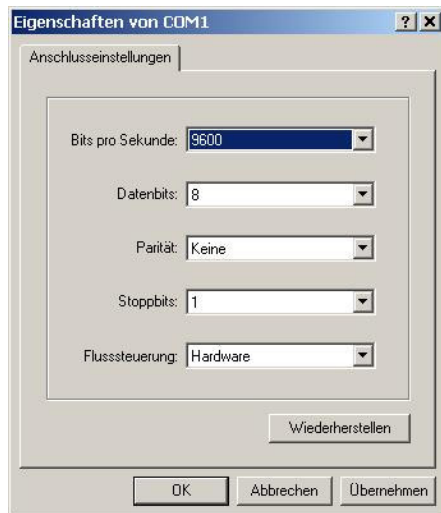 Eigenschaften von COM1
Anschlusseinstellungen
Bits pro Sekunde: 9600
Datenbits: 8
Parität: Keine
Stoppbits: 1
Flusssteuerung: Hardware
Wiederherstellen
OK Abbrechen Übernehmen